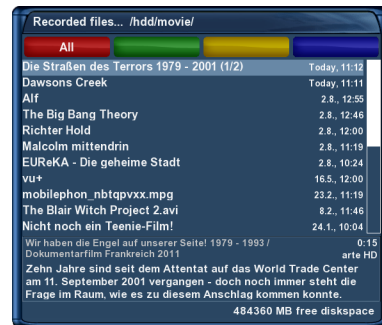 Recorded files... /hdd/movie/
All
Die Straßen des Terrors 1979 - 2001 (1/2) Today, 11:12
Dawsons Creek Today, 11:11
Alf 2.8., 12:55
The Big Bang Theory 2.8., 12:46
Richter Hold 2.8., 12:00
Malcolm mittendrin 2.8., 11:19
EUReKA - Die geheime Stadt 2.8., 10:24
vu+ 16.5., 12:00
mobilephon_nbtqpvxx.mpg 23.2., 11:19
The Blair Witch Project 2.avi 8.2., 11:46
Nicht noch ein Teenie-Film! 24.1., 10:04
Wir haben die Engel auf unserer Seite! 1979 - 1993 / 0:15
Dokumentarfilm Frankreich 2011 arte HD
Zehn Jahre sind seit dem Attentat auf das World Trade Center
am 11. September 2001 vergangen - doch noch immer steht die
Frage im Raum, wie es zu diesem Anschlag kommen konnte.
484360 MB free diskspace